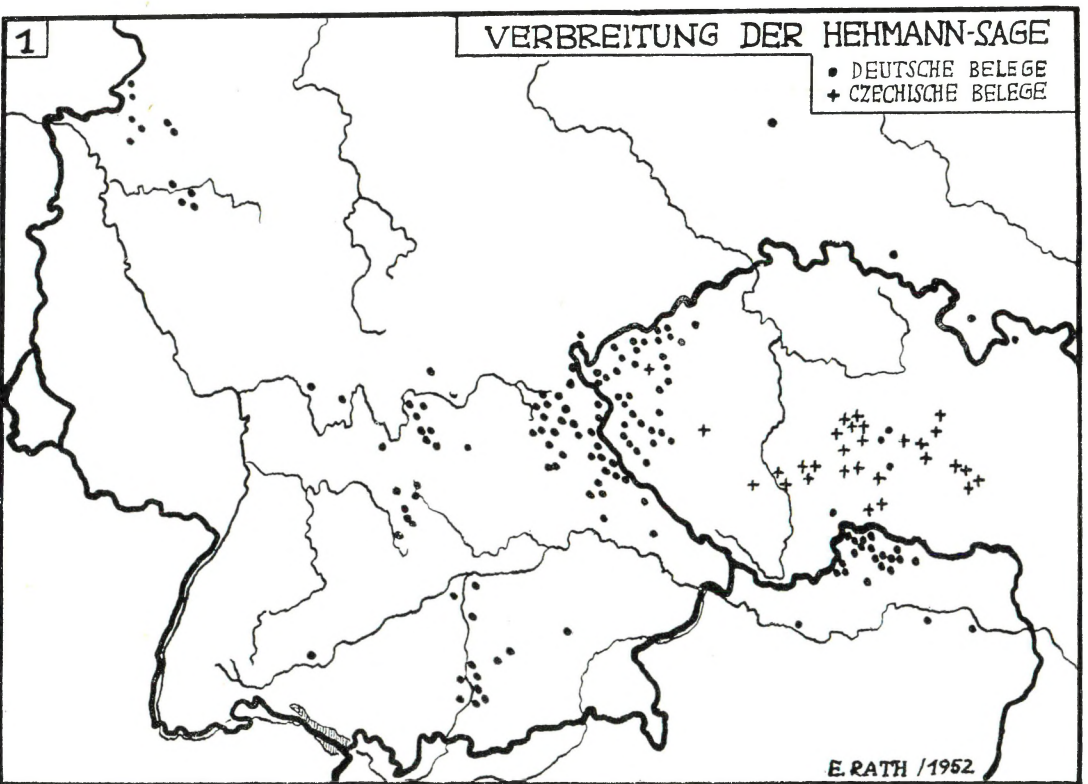 1
VERBREITUNG DER HEHMANN-SAGE
• DEUTSCHE BELEGE
+ CZECHISCHE BELEGE
E. RATH / 1952